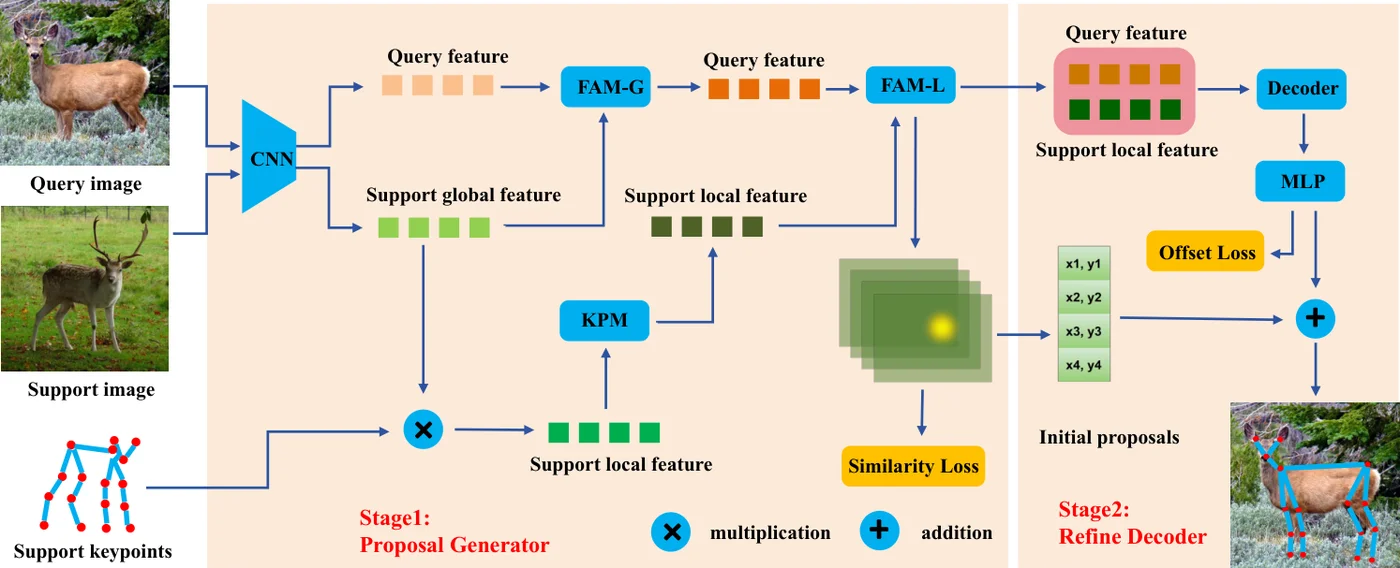 Query image
Support image
Support keypoints
CNN
Query feature
FAM-G
Query feature
FAM-L
Support global feature
Support local feature
KPM
Support local feature
Similarity Loss
Stage1:
Proposal Generator
multiplication
addition
Query feature
Support local feature
Decoder
MLP
Offset Loss
x1, y1
x2, y2
x3, y3
x4, y4
Initial proposals
Stage2:
Refine Decoder